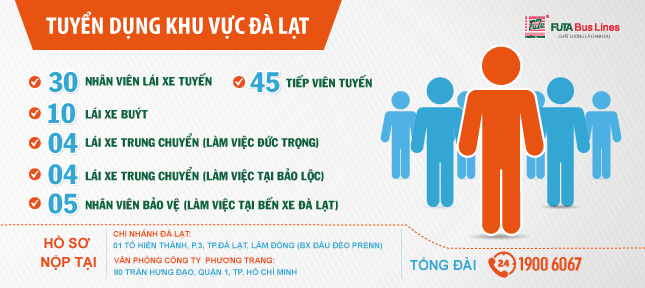 TUYỂN DỤNG KHU VỰC ĐÀ LẠT
FUTA Bus Lines
CHẤT LƯỢNG LÀ DANH DỰ
30 NHÂN VIÊN LÁI XE TUYẾN
45 TIẾP VIÊN TUYẾN
10 LÁI XE BUÝT
04 LÁI XE TRUNG CHUYỂN (LÀM VIỆC ĐỨC TRỌNG)
04 LÁI XE TRUNG CHUYỂN (LÀM VIỆC TẠI BẢO LỘC)
05 NHÂN VIÊN BẢO VỆ (LÀM VIỆC TẠI BẾN XE ĐÀ LẠT)
HỒ SƠ
NỘP TẠI
CHI NHÁNH ĐÀ LẠT:
01 TÔ HIẾN THÀNH, P.3, TP.ĐÀ LẠT, LÂM ĐỒNG (BX ĐẦU ĐÈO PRENN)
VĂN PHÒNG CÔNG TY PHƯƠNG TRANG:
80 TRẦN HƯNG ĐẠO, QUẬN 1, TP. HỒ CHÍ MINH
TỔNG ĐÀI
24
1900 6067